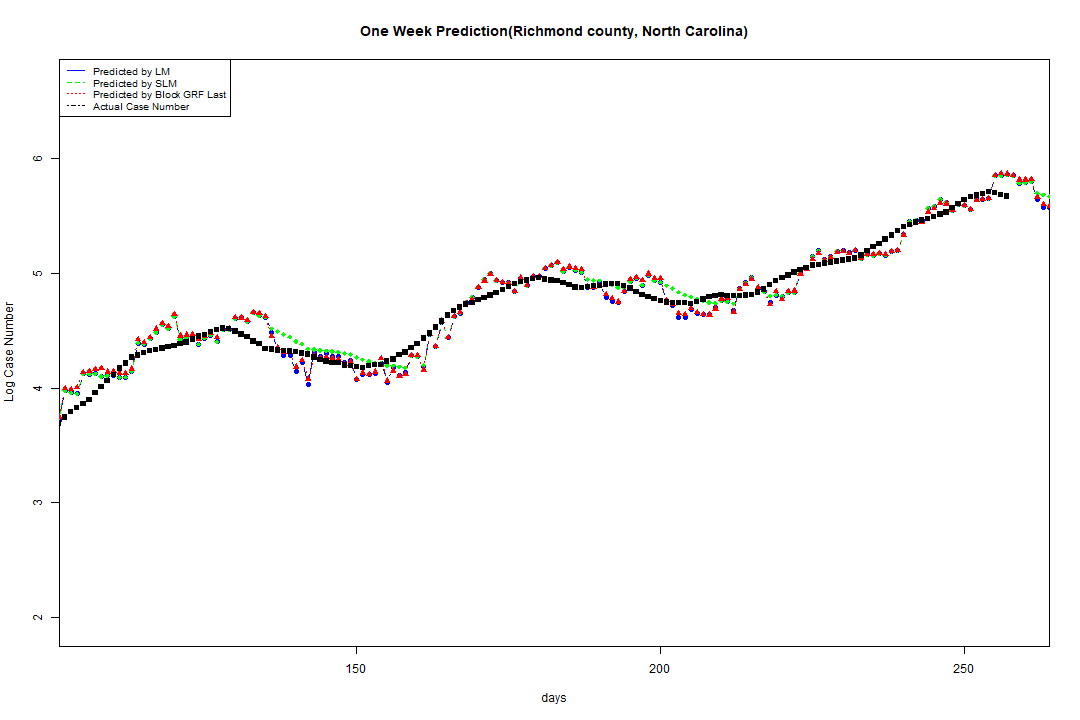 One Week Prediction(Richmond county, North Carolina)
Predicted by LM
Predicted by SLM
Predicted by Block GRF Last
Actual Case Number
6
5
4
3
2
Log Case Number
150
200
250
days